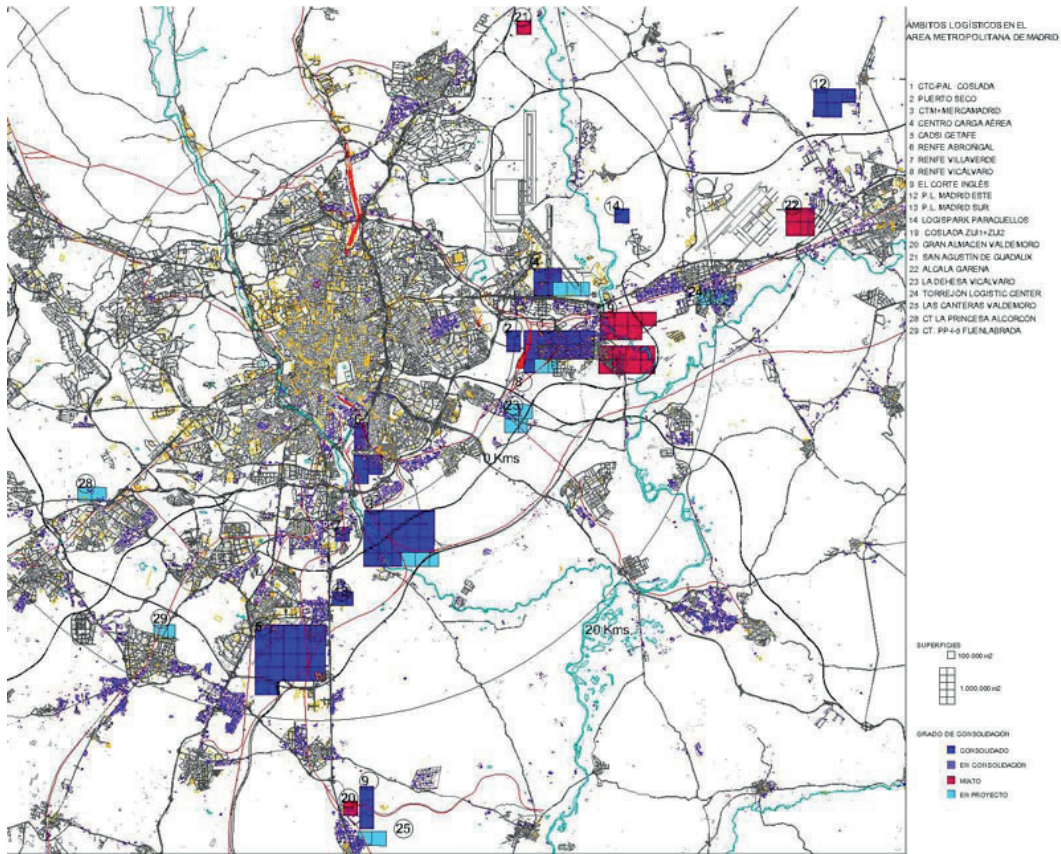 ÁMBITOS LOGÍSTICOS EN EL
AREA METROPOLITANA DE MADRID
1 CTC-PAL COSLADA
2 PUERTO SECO
3 CTM+MERCAMADRID
4 CENTRO CARGA AÉREA
5 CADSI GETAFE
6 RENFE ABROÑIGAL
7 RENFE VILLAVERDE
8 RENFE VICÁLVARO
9 EL CORTE INGLÉS
12 P.L. MADRID ESTE
13 P.L. MADRID SUR
14 LOGISPARK PARACUELLOS
19 COSLADA ZUI1+ZUI2
20 GRAN ALMACEN VALDEMORO
21 SAN AGUSTÍN DE GUADALIX
22 ALCALA GARENA
23 LA DEHESA VICÁLVARO
24 TORREJÓN LOGISTIC CENTER
25 LAS CANTERAS VALDEMORO
28 CT LA PRINCESA ALCORCÓN
29 CT. PP-I-5 FUENLABRADA
21
12
14
22
4
24
2
8
23
0 Kms
28
20 Kms
29
5
9
20
25
SUPERFICIES
100.000 m2
1.000.000 m2
GRADO DE CONSOLIDACIÓN
CONSOLIDADO
EN CONSOLIDACIÓN
MIXTO
EN PROYECTO